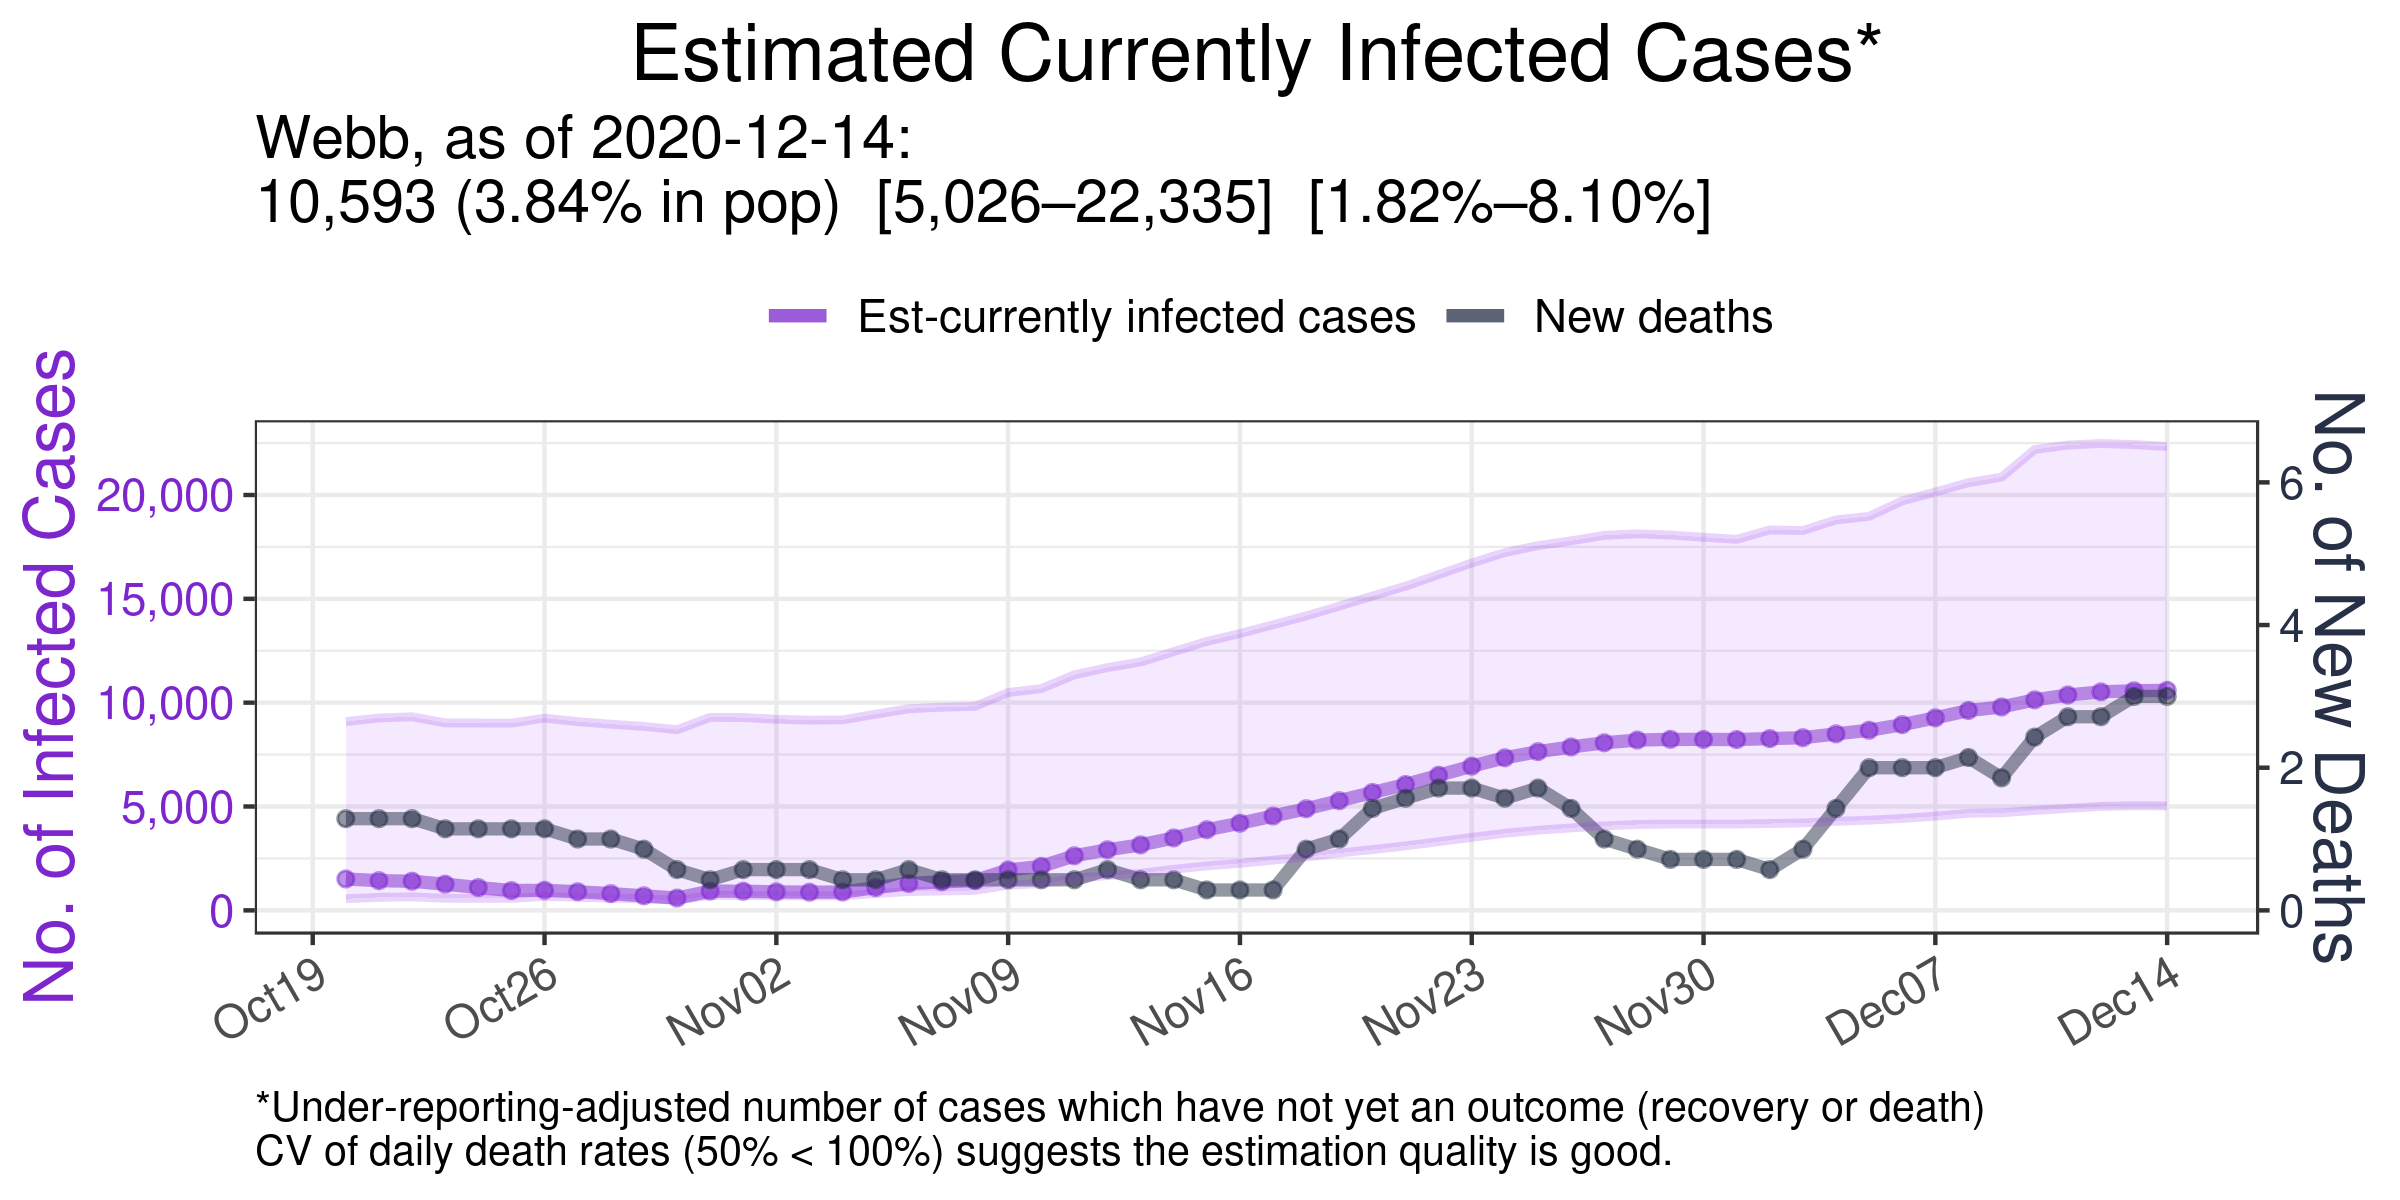 Estimated Currently Infected Cases*
Webb, as of 2020-12-14:
10,593 (3.84% in pop)  [5,026–22,335]  [1.82%–8.10%]
Est-currently infected cases
New deaths
No. of Infected Cases
20,000
15,000
10,000
5,000
0
6
4
2
0
No. of New Deaths
Oct19
Oct26
Nov02
Nov09
Nov16
Nov23
Nov30
Dec07
Dec14
*Under-reporting-adjusted number of cases which have not yet an outcome (recovery or death)
CV of daily death rates (50% < 100%) suggests the estimation quality is good.